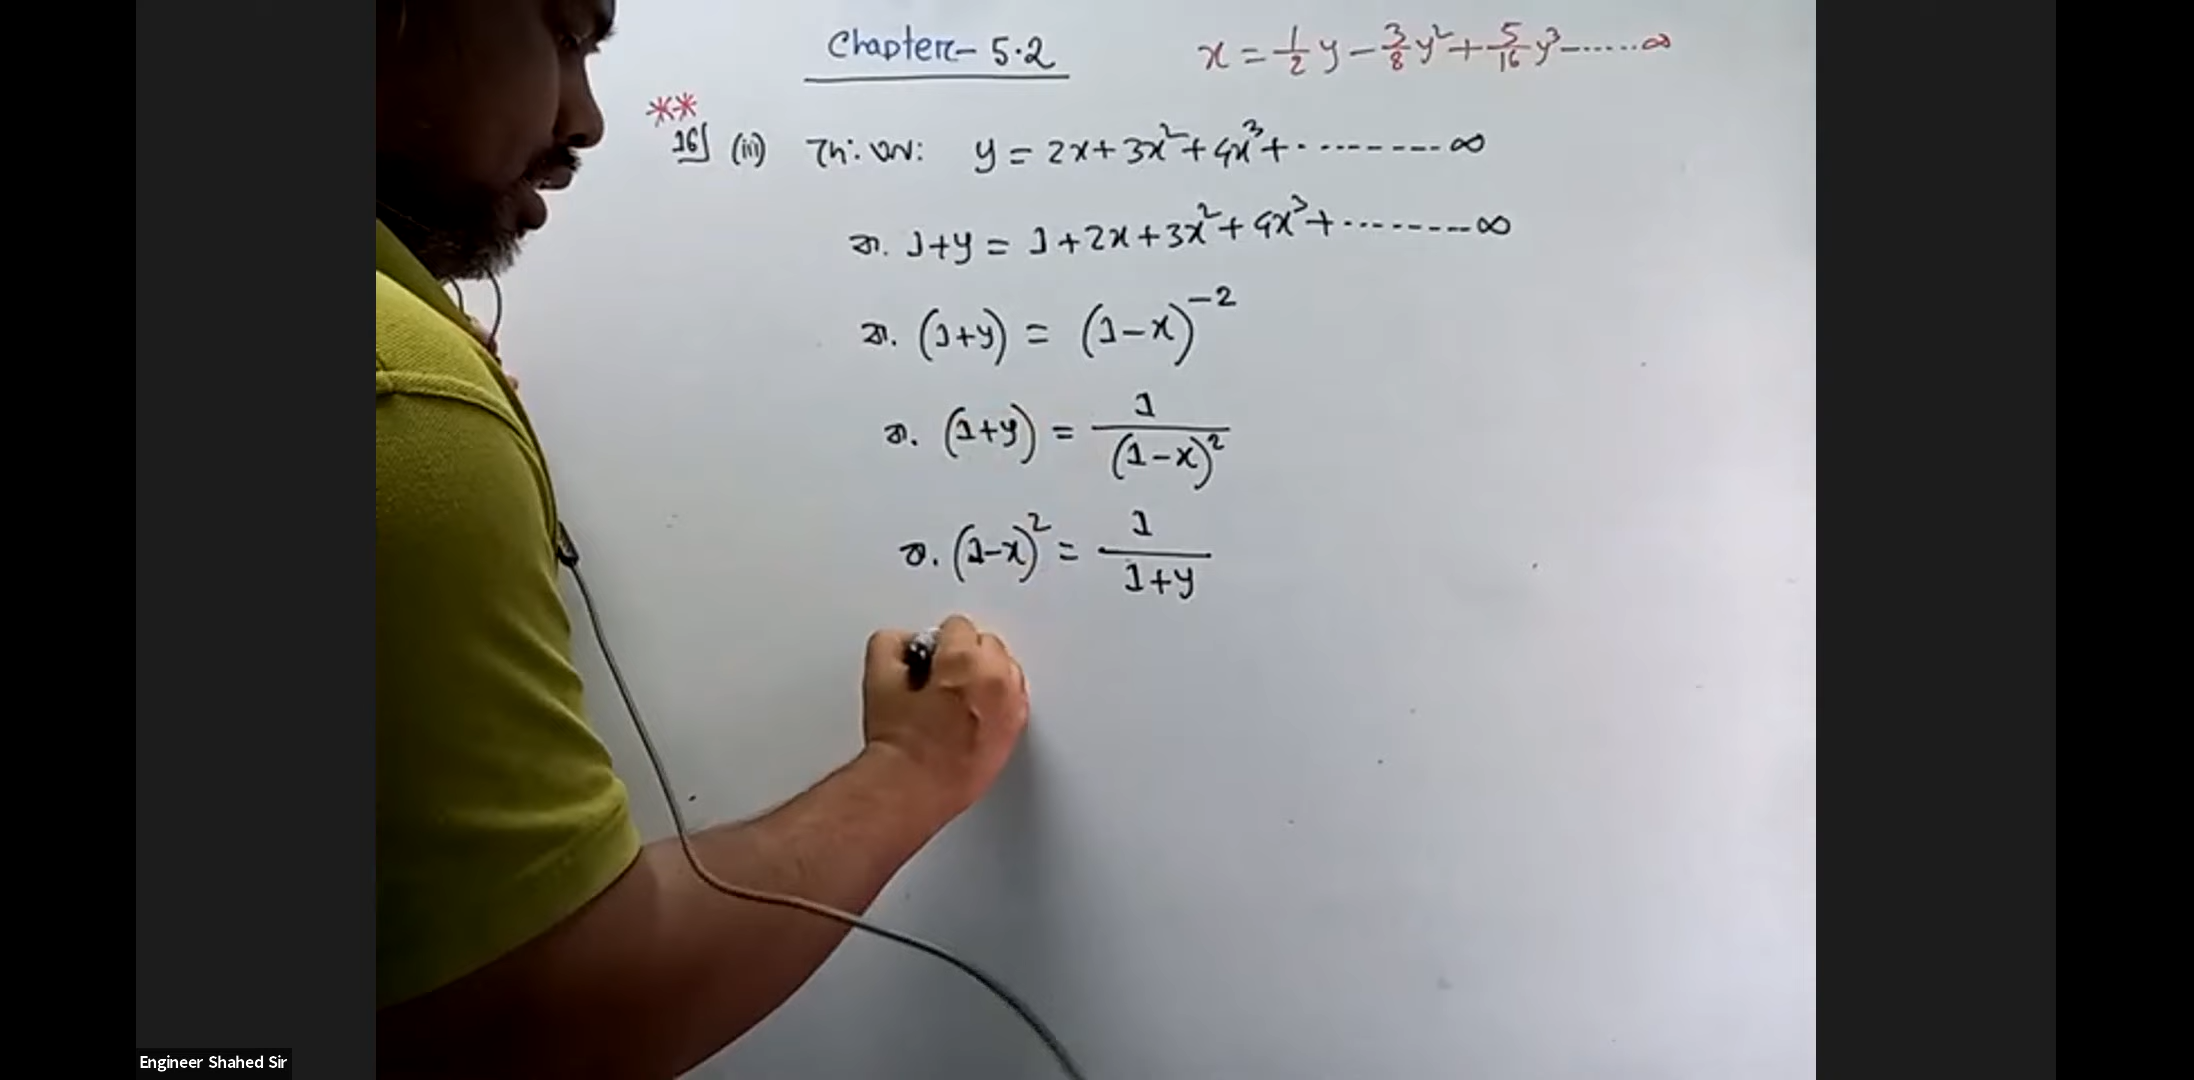 Chapter- 5.2
x = 1/2 y - 3/8 y² + 5/16 y³ - ...... ∞
**
16| (iii) দে: আ: y = 2x + 3x² + 4x³ + - - - - - - - - ∞
বা. 1+y = 1 + 2x + 3x² + 4x³ + - - - - - - - - ∞
বা. (1+y) = (1-x)⁻²
বা. (1+y) = 1/(1-x)²
বা. (1-x)² = 1/(1+y)
Engineer Shahed Sir